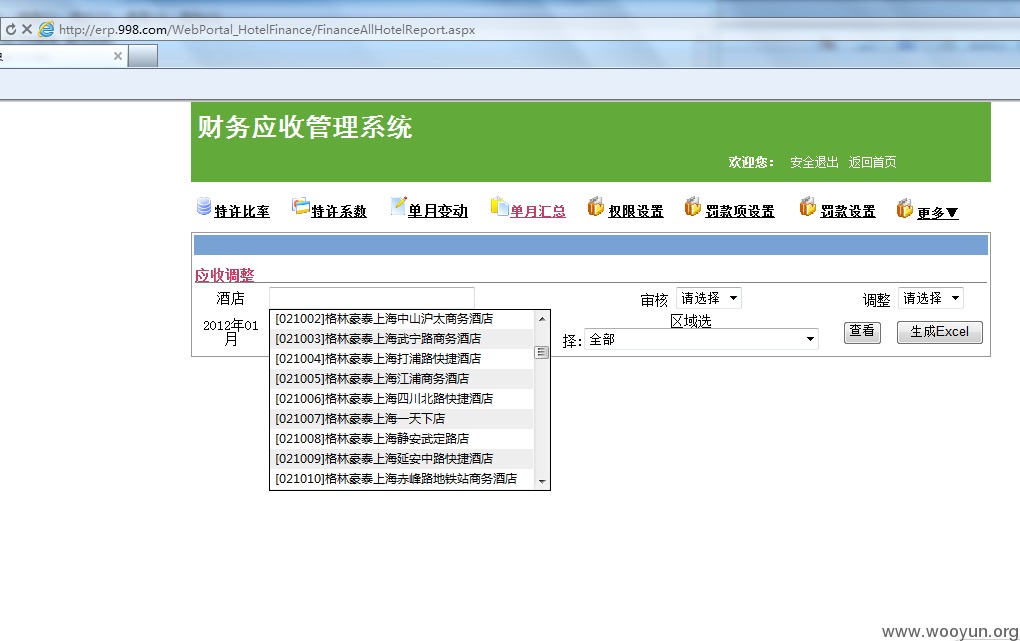 http://erp.998.com/WebPortal_HotelFinance/FinanceAllHotelReport.aspx
财务应收管理系统
欢迎您： 安全退出 返回首页
特许比率 特许系数 单月变动 单月汇总 权限设置 罚款项设置 罚款设置 更多▼
应收调整
酒店 审核 请选择 调整 请选择
2012年01月 区域选择： 全部 查看 生成Excel
[021002]格林豪泰上海中山沪太商务酒店
[021003]格林豪泰上海武宁路商务酒店
[021004]格林豪泰上海打浦路快捷酒店
[021005]格林豪泰上海江浦商务酒店
[021006]格林豪泰上海四川北路快捷酒店
[021007]格林豪泰上海一天下店
[021008]格林豪泰上海静安武定路店
[021009]格林豪泰上海延安中路快捷酒店
[021010]格林豪泰上海赤峰路地铁站商务酒店
www.wooyun.org